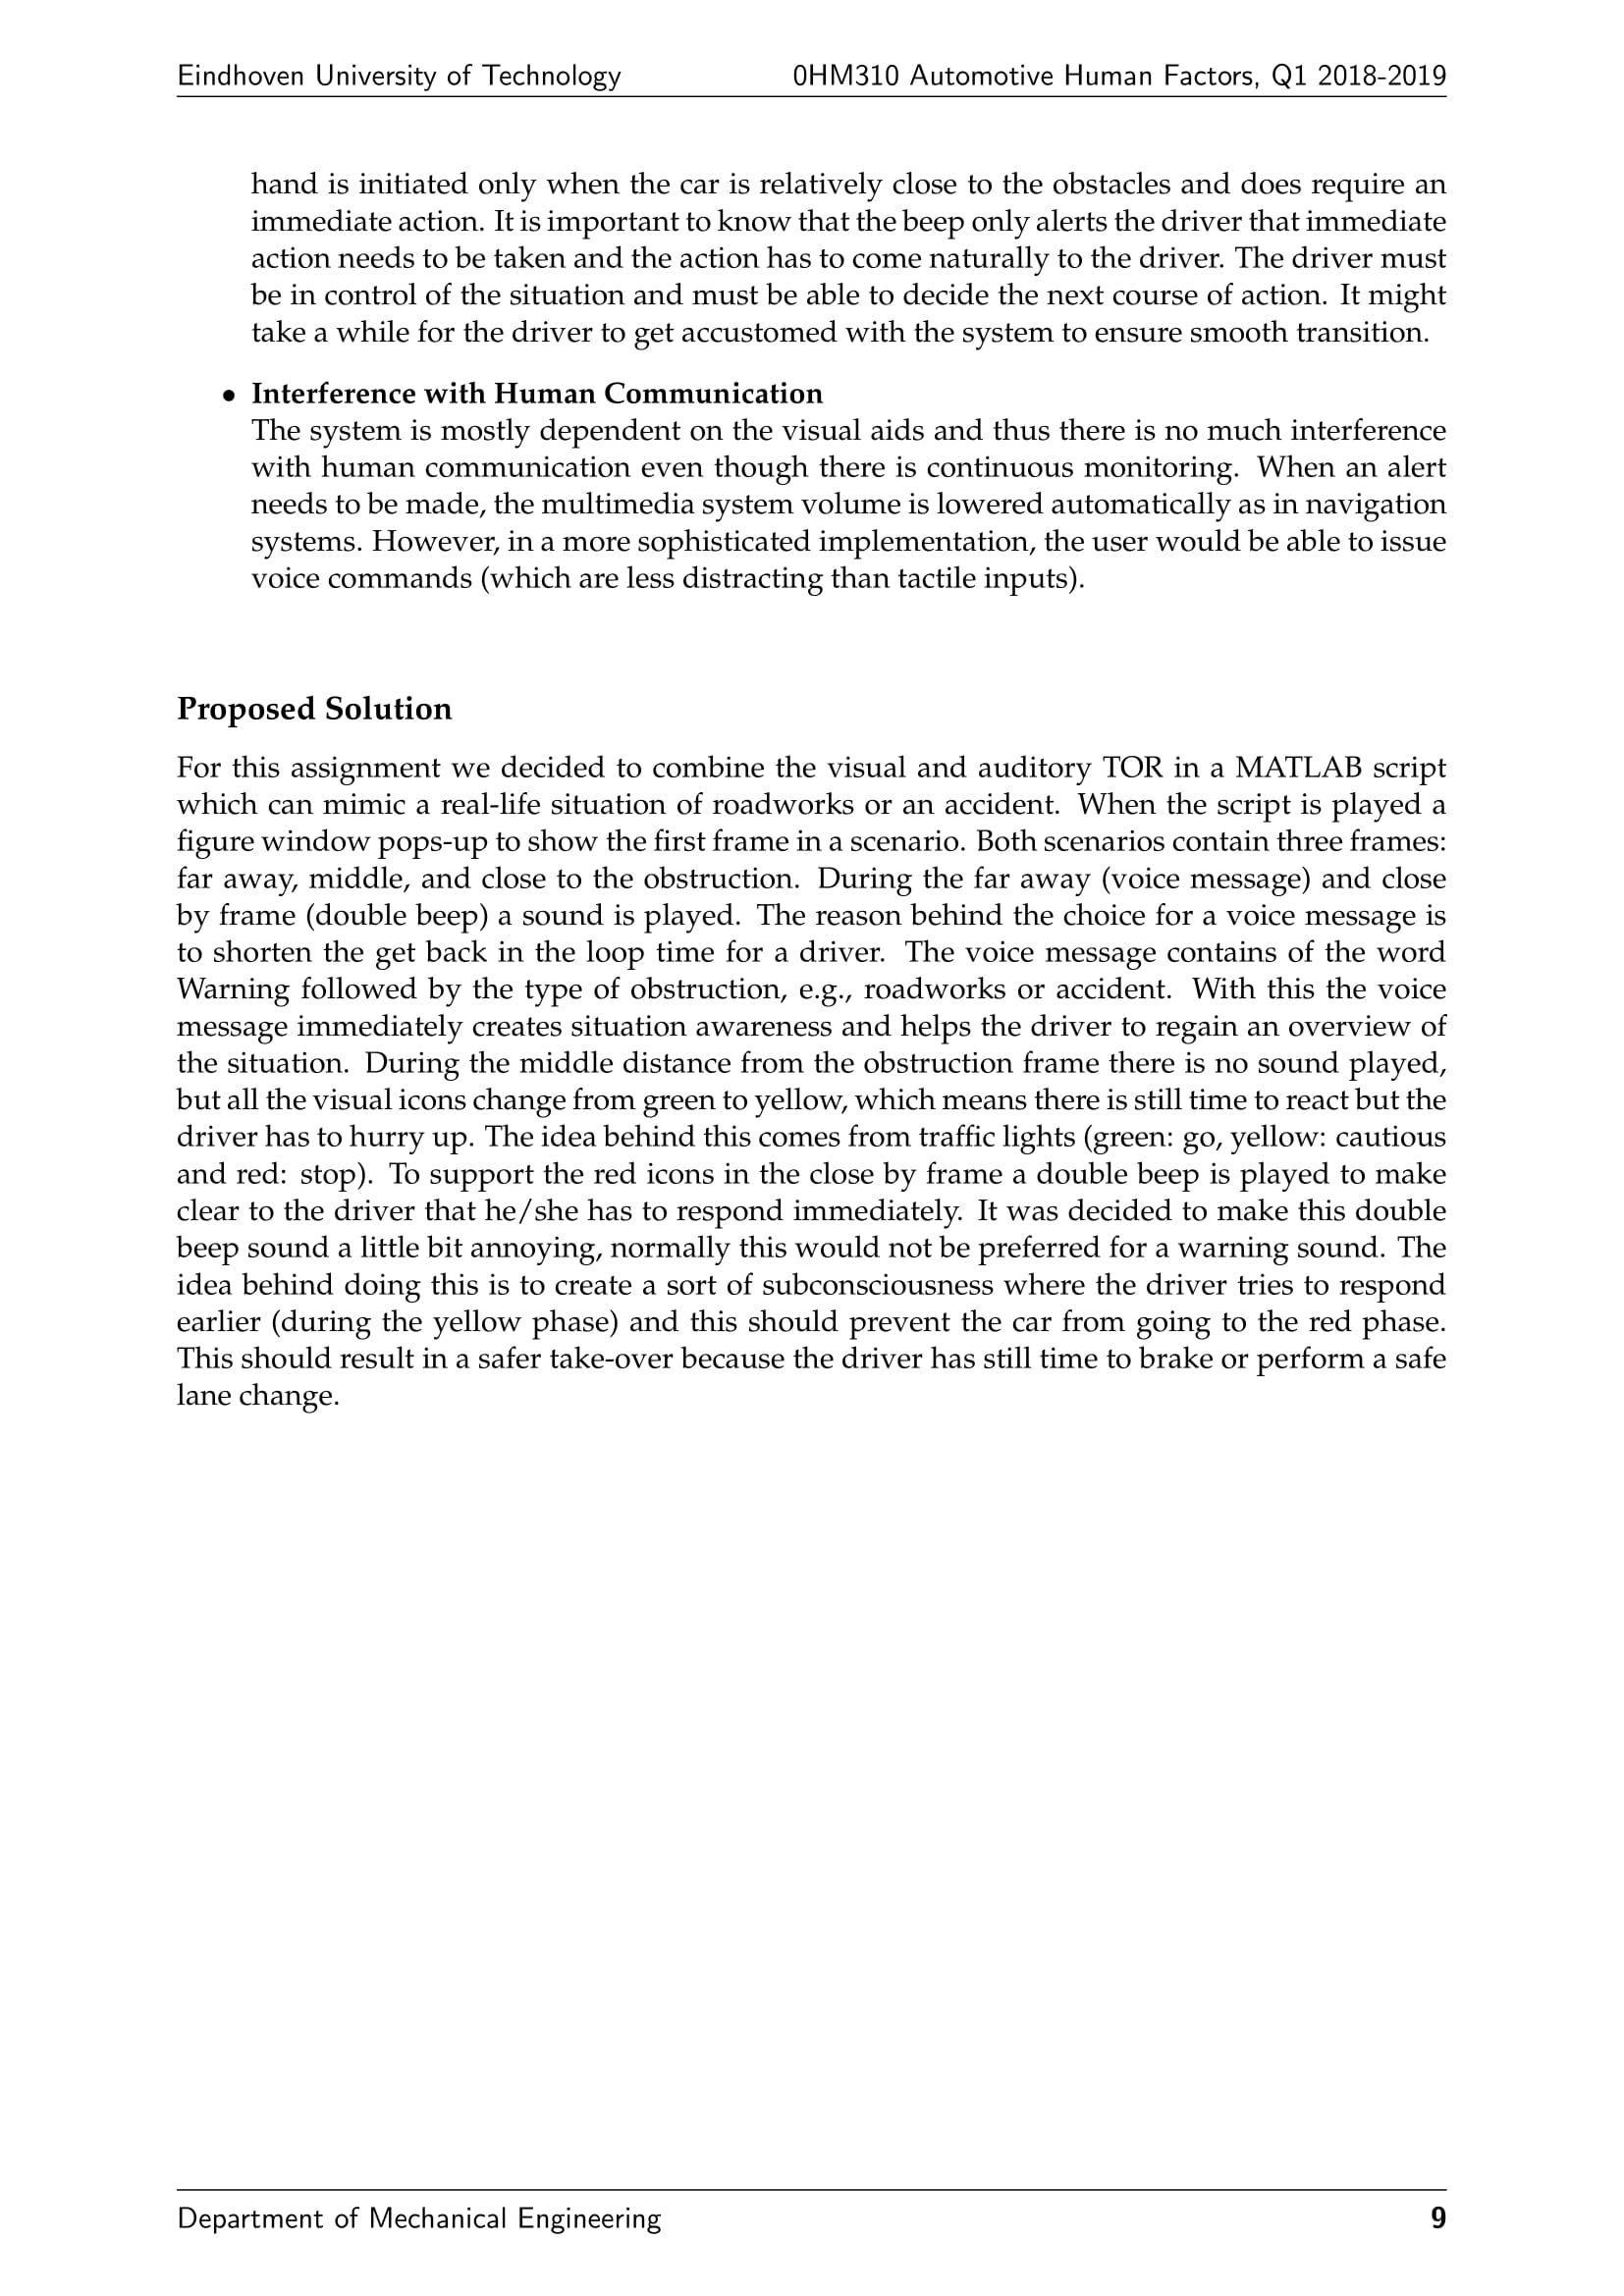 Eindhoven University of Technology 0HM310 Automotive Human Factors, Q1 2018-2019
hand is initiated only when the car is relatively close to the obstacles and does require an
immediate action. It is important to know that the beep only alerts the driver that immediate
action needs to be taken and the action has to come naturally to the driver. The driver must
be in control of the situation and must be able to decide the next course of action. It might
take a while for the driver to get accustomed with the system to ensure smooth transition.
• Interference with Human Communication
The system is mostly dependent on the visual aids and thus there is no much interference
with human communication even though there is continuous monitoring. When an alert
needs to be made, the multimedia system volume is lowered automatically as in navigation
systems. However, in a more sophisticated implementation, the user would be able to issue
voice commands (which are less distracting than tactile inputs).
Proposed Solution
For this assignment we decided to combine the visual and auditory TOR in a MATLAB script
which can mimic a real-life situation of roadworks or an accident. When the script is played a
figure window pops-up to show the first frame in a scenario. Both scenarios contain three frames:
far away, middle, and close to the obstruction. During the far away (voice message) and close
by frame (double beep) a sound is played. The reason behind the choice for a voice message is
to shorten the get back in the loop time for a driver. The voice message contains of the word
Warning followed by the type of obstruction, e.g., roadworks or accident. With this the voice
message immediately creates situation awareness and helps the driver to regain an overview of
the situation. During the middle distance from the obstruction frame there is no sound played,
but all the visual icons change from green to yellow, which means there is still time to react but the
driver has to hurry up. The idea behind this comes from traffic lights (green: go, yellow: cautious
and red: stop). To support the red icons in the close by frame a double beep is played to make
clear to the driver that he/she has to respond immediately. It was decided to make this double
beep sound a little bit annoying, normally this would not be preferred for a warning sound. The
idea behind doing this is to create a sort of subconsciousness where the driver tries to respond
earlier (during the yellow phase) and this should prevent the car from going to the red phase.
This should result in a safer take-over because the driver has still time to brake or perform a safe
lane change.
Department of Mechanical Engineering 9